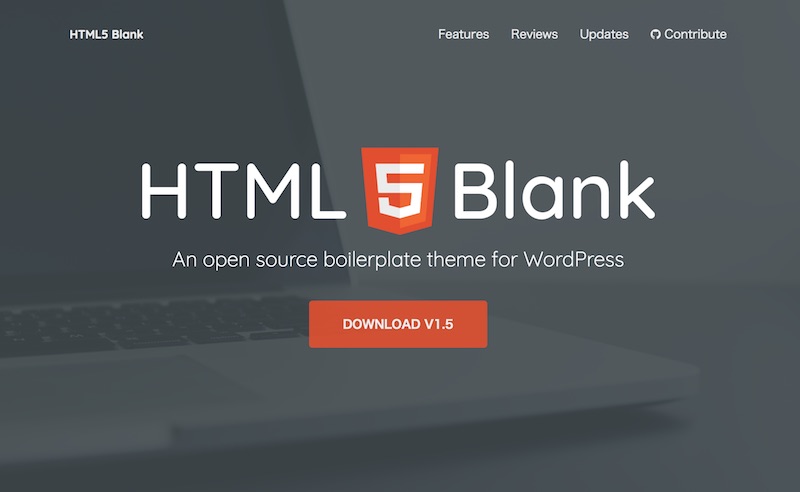 HTML5 Blank
Features Reviews Updates Contribute
HTML 5 Blank
An open source boilerplate theme for WordPress
DOWNLOAD V1.5